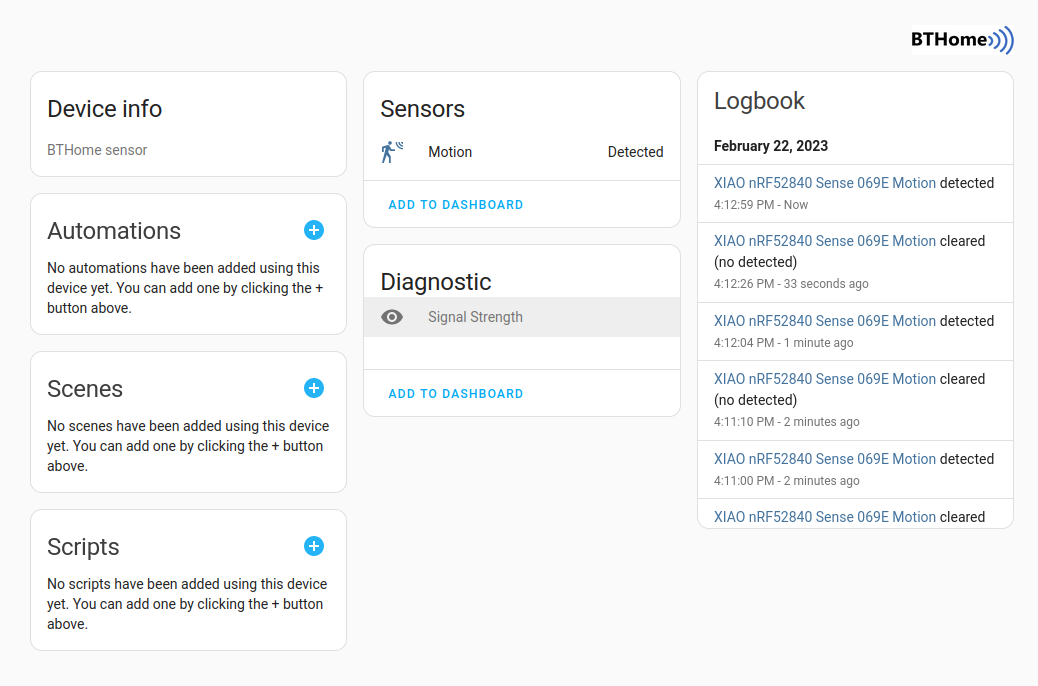 BTHome
Device info
BTHome sensor
Automations
No automations have been added using this
device yet. You can add one by clicking the +
button above.
Scenes
No scenes have been added using this device
yet. You can add one by clicking the + button
above.
Scripts
No scripts have been added using this device
yet. You can add one by clicking the + button
above.
Sensors
Motion Detected
ADD TO DASHBOARD
Diagnostic
Signal Strength
ADD TO DASHBOARD
Logbook
February 22, 2023
XIAO nRF52840 Sense 069E Motion detected
4:12:59 PM - Now
XIAO nRF52840 Sense 069E Motion cleared
(no detected)
4:12:26 PM - 33 seconds ago
XIAO nRF52840 Sense 069E Motion detected
4:12:04 PM - 1 minute ago
XIAO nRF52840 Sense 069E Motion cleared
(no detected)
4:11:10 PM - 2 minutes ago
XIAO nRF52840 Sense 069E Motion detected
4:11:00 PM - 2 minutes ago
XIAO nRF52840 Sense 069E Motion cleared